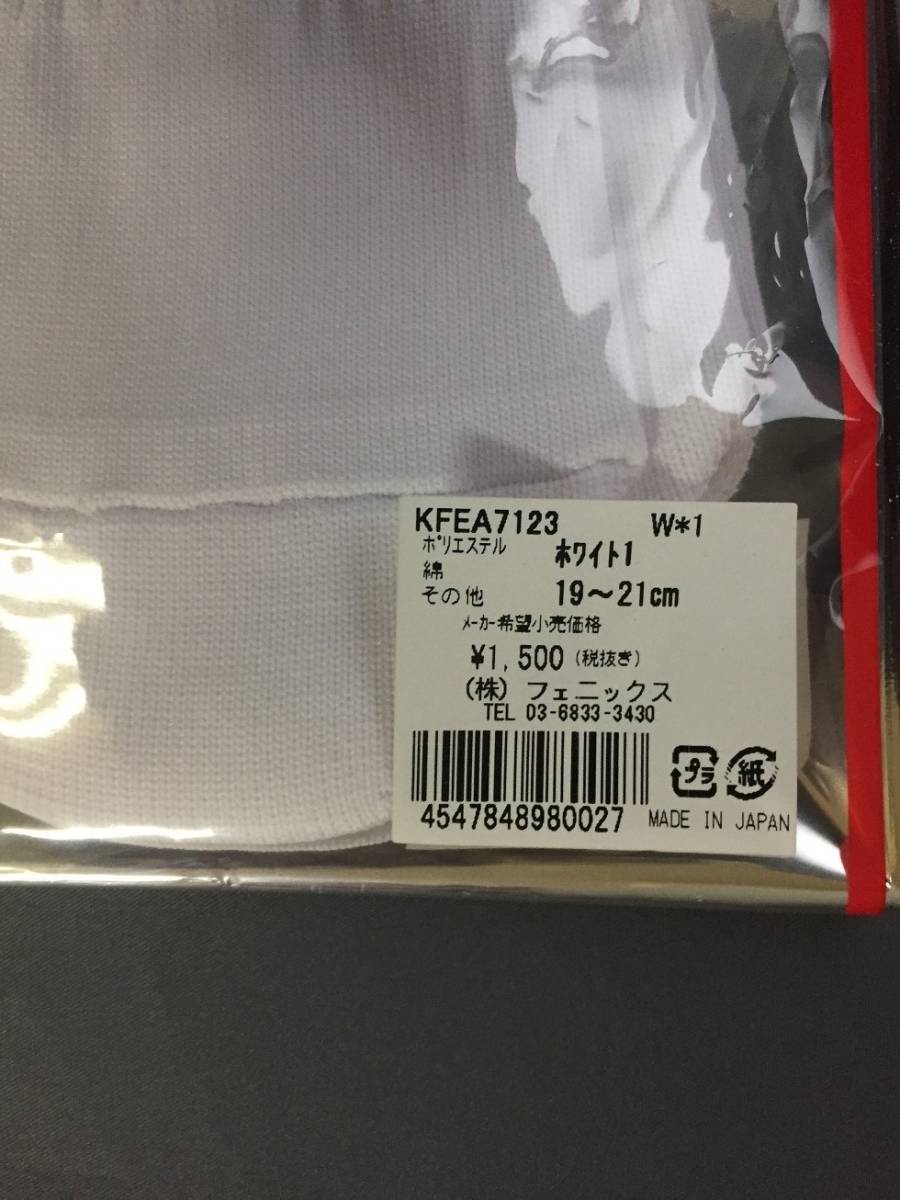 KFEA7123 W*1
ポリエステル ホワイト1
綿
その他 19〜21cm
メーカー希望小売価格
¥1,500 (税抜き)
(株) フェニックス
TEL 03-6833-3430
プラ 紙
4547848980027 MADE IN JAPAN